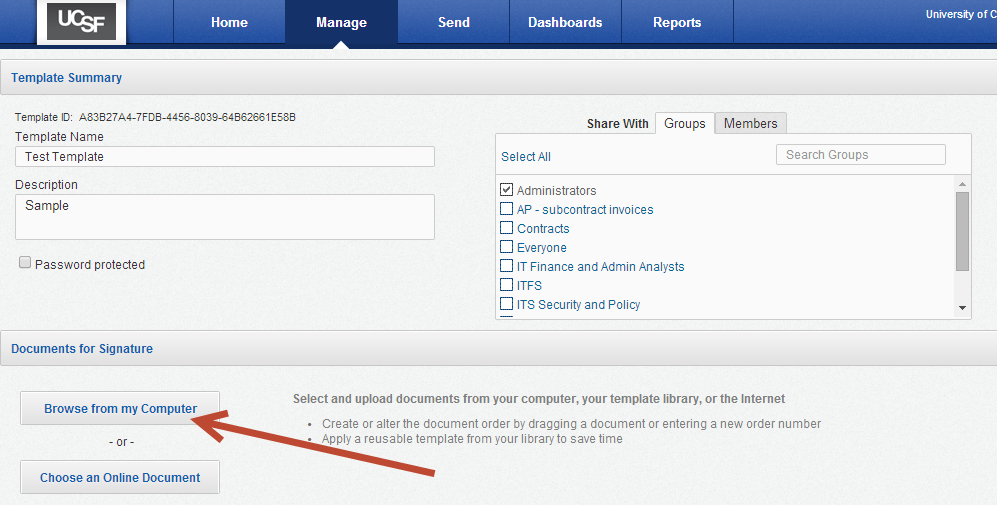 UCSF
Home
Manage
Send
Dashboards
Reports
University of C
Template Summary
Template ID: A83B27A4-7FDB-4456-8039-64B62661E58B
Template Name
Test Template
Description
Sample
Password protected
Share With
Groups
Members
Select All
Search Groups
Administrators
AP - subcontract invoices
Contracts
Everyone
IT Finance and Admin Analysts
ITFS
ITS Security and Policy
Documents for Signature
Browse from my Computer
- or -
Choose an Online Document
Select and upload documents from your computer, your template library, or the Internet
• Create or alter the document order by dragging a document or entering a new order number
• Apply a reusable template from your library to save time